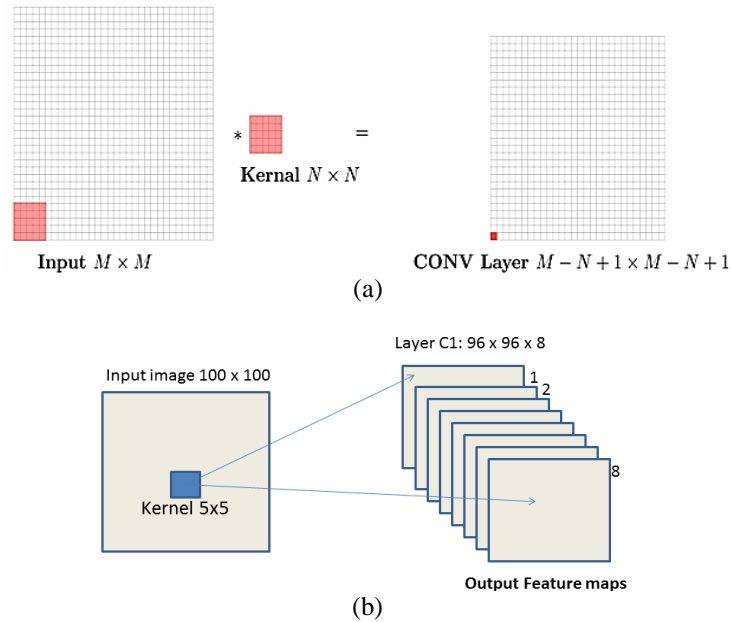 * =
Kernal N × N
Input M × M
CONV Layer M − N + 1 × M − N + 1
(a)
Layer C1: 96 x 96 x 8
Input image 100 x 100
1
2
8
Kernel 5x5
Output Feature maps
(b)